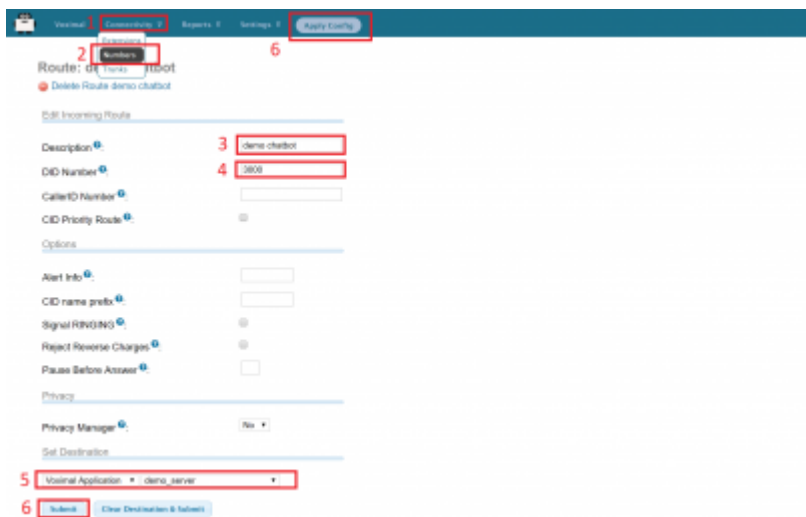 Voximal 1 Connectivity Reports Settings Apply Config
Extensions
2 Numbers 6
Trunks
Route: de chatbot
Delete Route demo chatbot
Edit Incoming Route
Description: 3 demo chatbot
DID Number: 4 3000
CallerID Number:
CID Priority Route:
Options
Alert Info:
CID name prefix:
Signal RINGING:
Reject Reverse Charges:
Pause Before Answer:
Privacy
Privacy Manager: No
Set Destination
5 Voximal Application demo_server
6 Submit Clear Destination & Submit